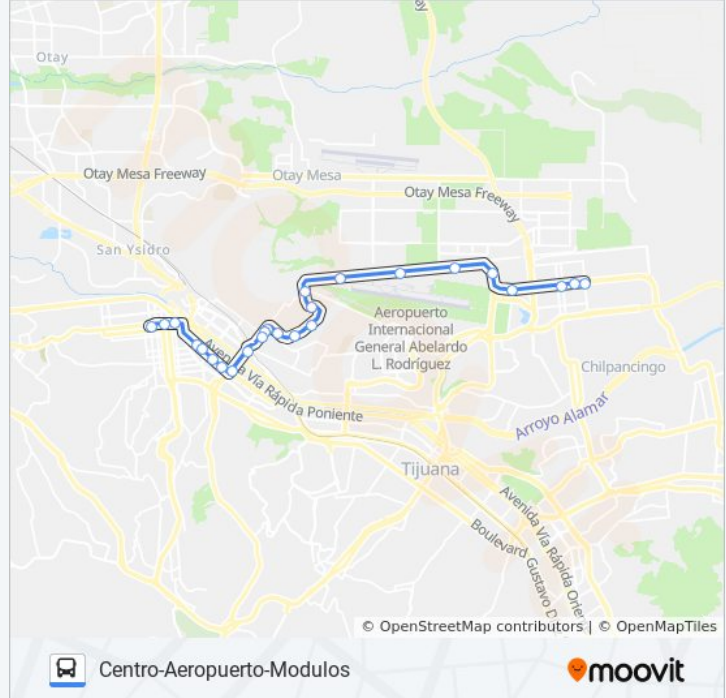 Otay
Otay Mesa Freeway
Otay Mesa
Otay Mesa Freeway
San Ysidro
Aeropuerto
Internacional
General Abelardo
L. Rodríguez
Chilpancingo
Avenida Vía Rápida Poniente
Arroyo Alamar
Tijuana
Avenida Vía Rápida Orien
Boulevard Gustavo D
© OpenStreetMap contributors | © OpenMapTiles
Centro-Aeropuerto-Modulos
moovit